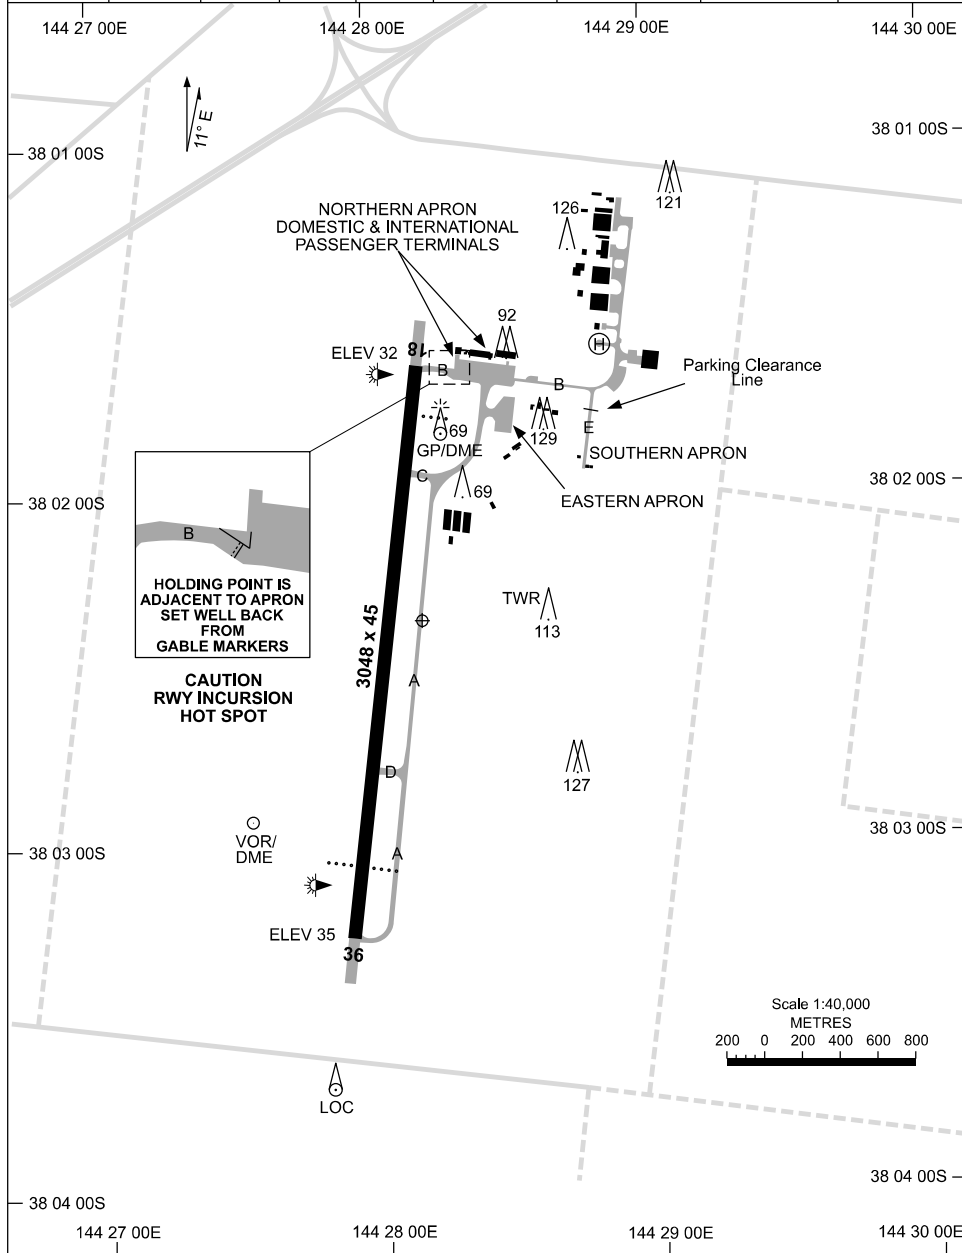 144 27 00E
144 28 00E
144 29 00E
144 30 00E
38 01 00S
11° E
38 01 00S
121
126
NORTHERN APRON
DOMESTIC & INTERNATIONAL
PASSENGER TERMINALS
92
ELEV 32
18
B
H
B
Parking Clearance
Line
69
GP/DME
129
E
SOUTHERN APRON
C
69
EASTERN APRON
38 02 00S
38 02 00S
B
HOLDING POINT IS
ADJACENT TO APRON
SET WELL BACK
FROM
GABLE MARKERS
CAUTION
RWY INCURSION
HOT SPOT
3048 x 45
TWR
113
A
D
127
VOR/
DME
38 03 00S
38 03 00S
A
ELEV 35
36
Scale 1:40,000
METRES
200 0 200 400 600 800
LOC
38 04 00S
38 04 00S
144 27 00E
144 28 00E
144 29 00E
144 30 00E